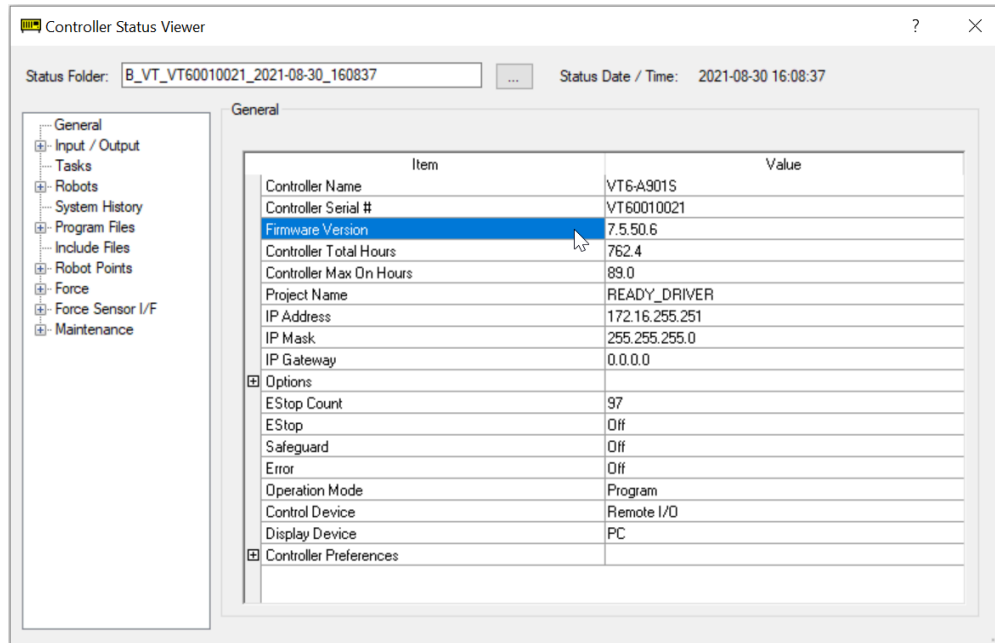 Controller Status Viewer
Status Folder: B_VT_VT60010021_2021-08-30_160837 ... Status Date / Time: 2021-08-30 16:08:37
General
Input / Output
Tasks
Robots
System History
Program Files
Include Files
Robot Points
Force
Force Sensor I/F
Maintenance
General
Item Value
Controller Name VT6-A901S
Controller Serial # VT60010021
Firmware Version 7.5.50.6
Controller Total Hours 762.4
Controller Max On Hours 89.0
Project Name READY_DRIVER
IP Address 172.16.255.251
IP Mask 255.255.255.0
IP Gateway 0.0.0.0
Options
EStop Count 97
EStop Off
Safeguard Off
Error Off
Operation Mode Program
Control Device Remote I/O
Display Device PC
Controller Preferences